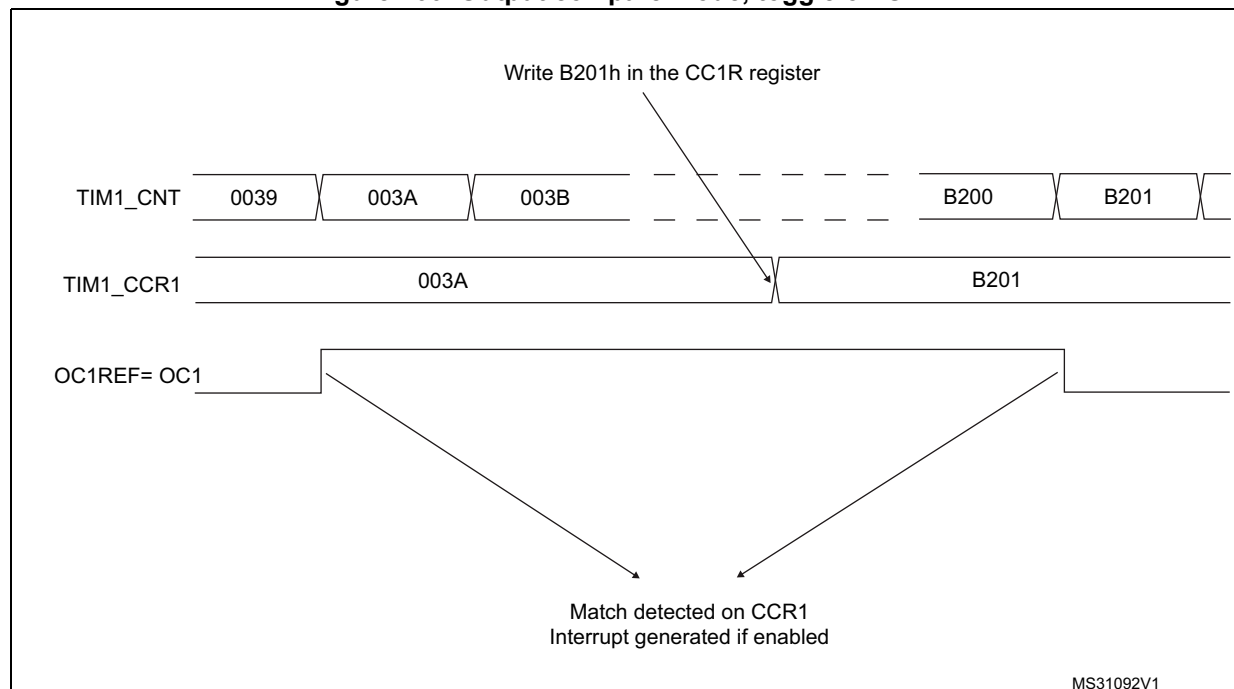 Write B201h in the CC1R register
TIM1_CNT 0039 003A 003B B200 B201
TIM1_CCR1 003A B201
OC1REF= OC1
Match detected on CCR1
Interrupt generated if enabled
MS31092V1